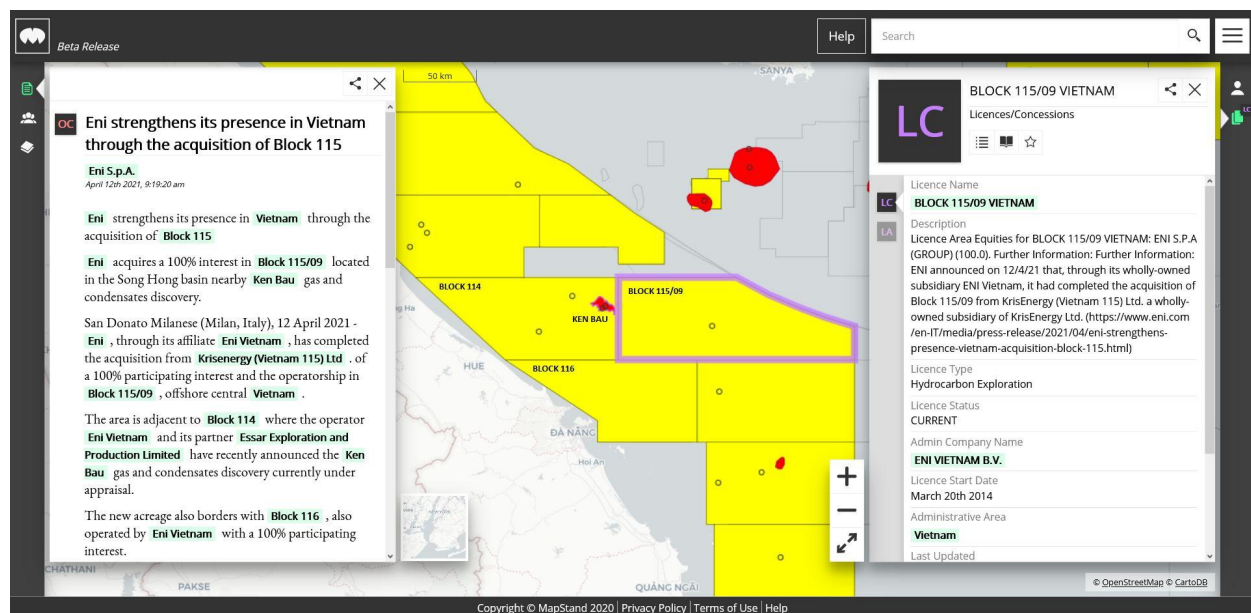 Beta Release
Help
Search
OC
Eni strengthens its presence in Vietnam
through the acquisition of Block 115
Eni S.p.A.
April 12th 2021, 9:19:20 am
Eni strengthens its presence in Vietnam through the
acquisition of Block 115
Eni acquires a 100% interest in Block 115/09 located
in the Song Hong basin nearby Ken Bau gas and
condensates discovery.
San Donato Milanese (Milan, Italy), 12 April 2021 -
Eni , through its affiliate Eni Vietnam , has completed
the acquisition from Krisenergy (Vietnam 115) Ltd . of
a 100% participating interest and the operatorship in
Block 115/09 , offshore central Vietnam .
The area is adjacent to Block 114 where the operator
Eni Vietnam and its partner Essar Exploration and
Production Limited have recently announced the Ken
Bau gas and condensates discovery currently under
appraisal.
The new acreage also borders with Block 116 , also
operated by Eni Vietnam with a 100% participating
interest.
50 km
SANYA
BLOCK 114
BLOCK 115/09
KEN BAU
BLOCK 116
HUE
ĐÀ NẴNG
Hoi An
CHATHANI
PAKSE
QUẢNG NGÃI
LC
BLOCK 115/09 VIETNAM
Licences/Concessions
LC
LA
Licence Name
BLOCK 115/09 VIETNAM
Description
Licence Area Equities for BLOCK 115/09 VIETNAM: ENI S.P.A
(GROUP) (100.0). Further Information: Further Information:
ENI announced on 12/4/21 that, through its wholly-owned
subsidiary ENI Vietnam, it had completed the acquisition of
Block 115/09 from KrisEnergy (Vietnam 115) Ltd. a wholly-
owned subsidiary of KrisEnergy Ltd. (https://www.eni.com
/en-IT/media/press-release/2021/04/eni-strengthens-
presence-vietnam-acquisition-block-115.html)
Licence Type
Hydrocarbon Exploration
Licence Status
CURRENT
Admin Company Name
ENI VIETNAM B.V.
Licence Start Date
March 20th 2014
Administrative Area
Vietnam
Last Updated
LC
© OpenStreetMap © CartoDB
Copyright © MapStand 2020 | Privacy Policy | Terms of Use | Help